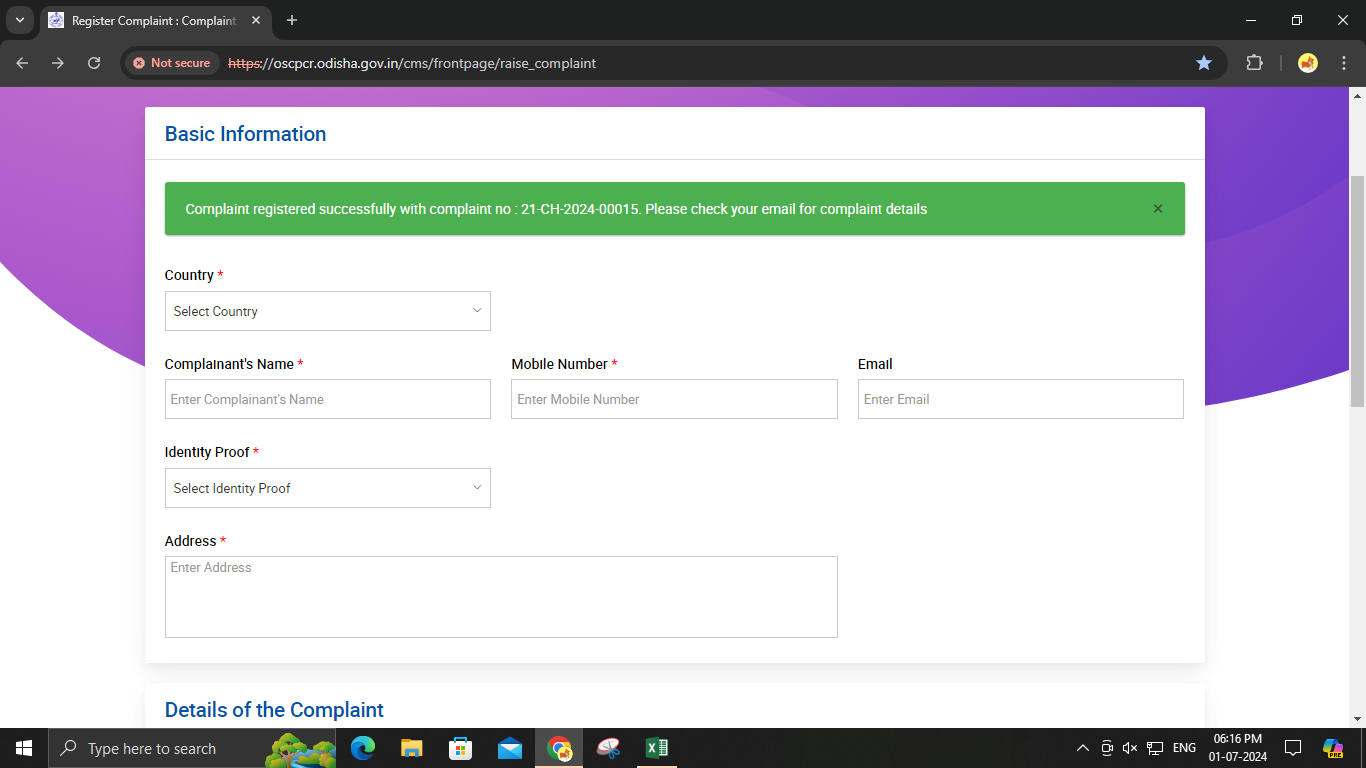 Register Complaint : Complaint
Not secure
https://oscpcr.odisha.gov.in/cms/frontpage/raise_complaint
Basic Information
Complaint registered successfully with complaint no : 21-CH-2024-00015. Please check your email for complaint details
Country *
Select Country
Complainant's Name * Mobile Number * Email
Enter Complainant's Name Enter Mobile Number Enter Email
Identity Proof *
Select Identity Proof
Address *
Enter Address
Details of the Complaint
Type here to search
ENG
06:16 PM
01-07-2024
PRE